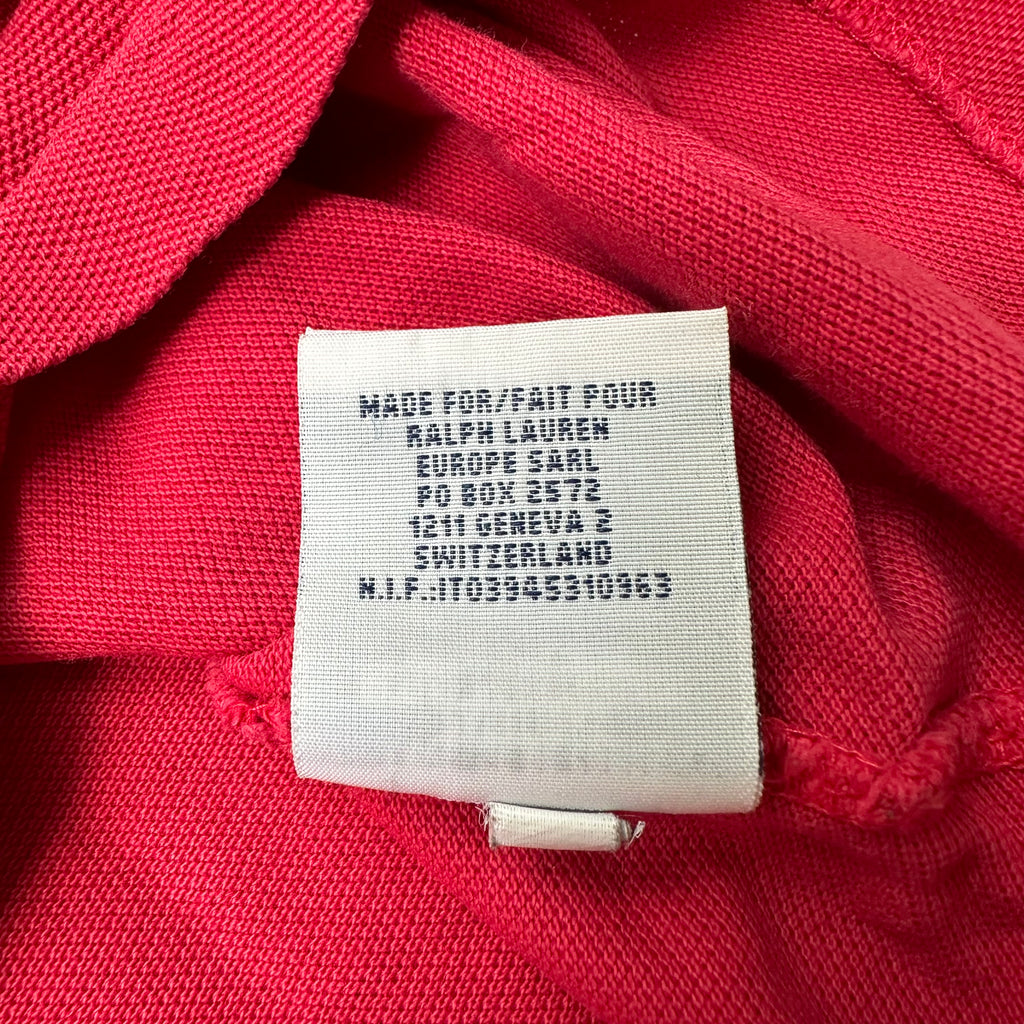 MADE FOR/FAIT POUR
RALPH LAUREN
EUROPE SARL
PO BOX 2572
1211 GENEVA 2
SWITZERLAND
N.I.F.:IT03945310963